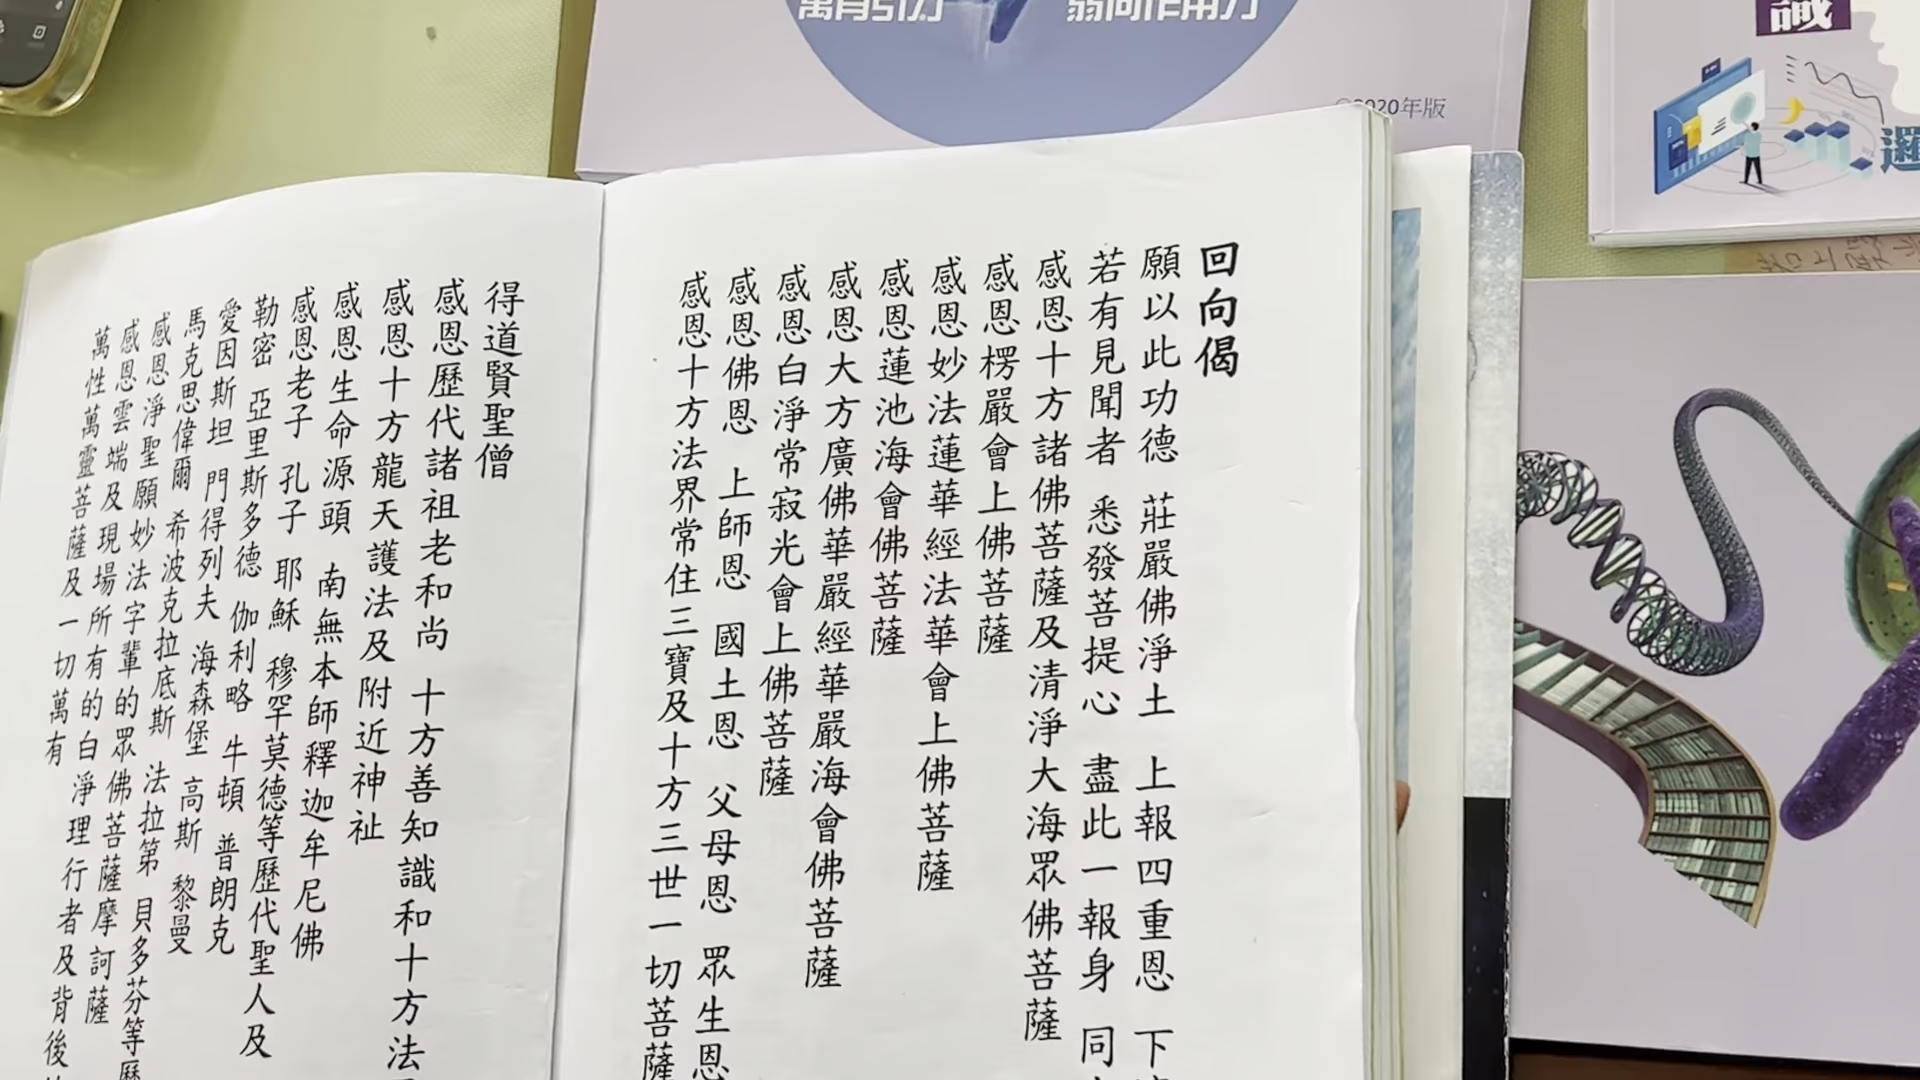 萬有引力
弱向作用力
©2020年版
識
邏
回向偈
願以此功德 莊嚴佛淨土 上報四重恩 下
若有見聞者 悉發菩提心 盡此一報身 同
感恩十方諸佛菩薩及清淨大海眾佛菩薩
感恩楞嚴會上佛菩薩
感恩妙法蓮華經法華會上佛菩薩
感恩蓮池海會佛菩薩
感恩大方廣佛華嚴經華嚴海會佛菩薩
感恩白淨常寂光會上佛菩薩
感恩佛恩 上師恩 國土恩 父母恩 眾生恩
感恩十方法界常住三寶及十方三世一切菩薩
得道賢聖僧
感恩歷代諸祖老和尚 十方善知識和十方法
感恩十方龍天護法及附近神祉
感恩生命源頭 南無本師釋迦牟尼佛
感恩老子 孔子 耶穌 穆罕莫德等歷代聖人及
勒密 亞里斯多德 伽利略 牛頓 普朗克
愛因斯坦 門得列夫 海森堡 高斯 黎曼
馬克思偉爾 希波克拉底斯 法拉第 貝多芬等歷
感恩淨聖願妙法字輩的眾佛菩薩摩訶薩
感恩雲端及現場所有的白淨理行者及背後
萬性萬靈菩薩及一切萬有